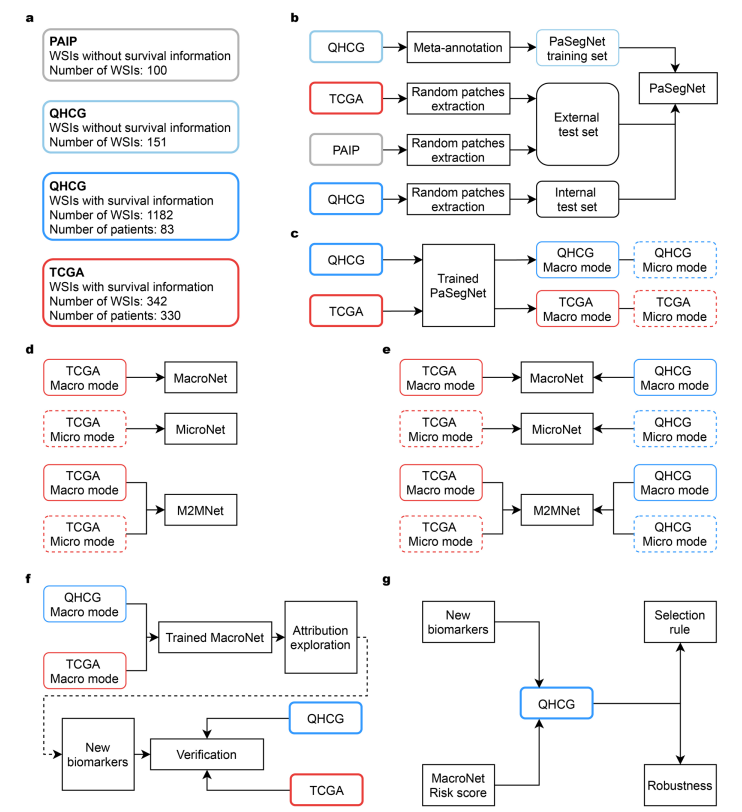 a
PAIP
WSIs without survival information
Number of WSIs: 100
QHCG
WSIs without survival information
Number of WSIs: 151
QHCG
WSIs with survival information
Number of WSIs: 1182
Number of patients: 83
TCGA
WSIs with survival information
Number of WSIs: 342
Number of patients: 330
b
QHCG
Meta-annotation
PaSegNet
training set
PaSegNet
TCGA
Random patches
extraction
External
test set
PAIP
Random patches
extraction
QHCG
Random patches
extraction
Internal
test set
c
QHCG
Trained
PaSegNet
QHCG
Macro mode
QHCG
Micro mode
TCGA
TCGA
Macro mode
TCGA
Micro mode
d
TCGA
Macro mode
MacroNet
TCGA
Micro mode
MicroNet
TCGA
Macro mode
TCGA
Micro mode
M2MNet
e
TCGA
Macro mode
MacroNet
QHCG
Macro mode
TCGA
Micro mode
MicroNet
QHCG
Micro mode
TCGA
Macro mode
TCGA
Micro mode
M2MNet
QHCG
Macro mode
QHCG
Micro mode
f
QHCG
Macro mode
TCGA
Macro mode
Trained MacroNet
Attribution
exploration
New
biomarkers
Verification
QHCG
TCGA
g
New
biomarkers
MacroNet
Risk score
QHCG
Selection
rule
Robustness